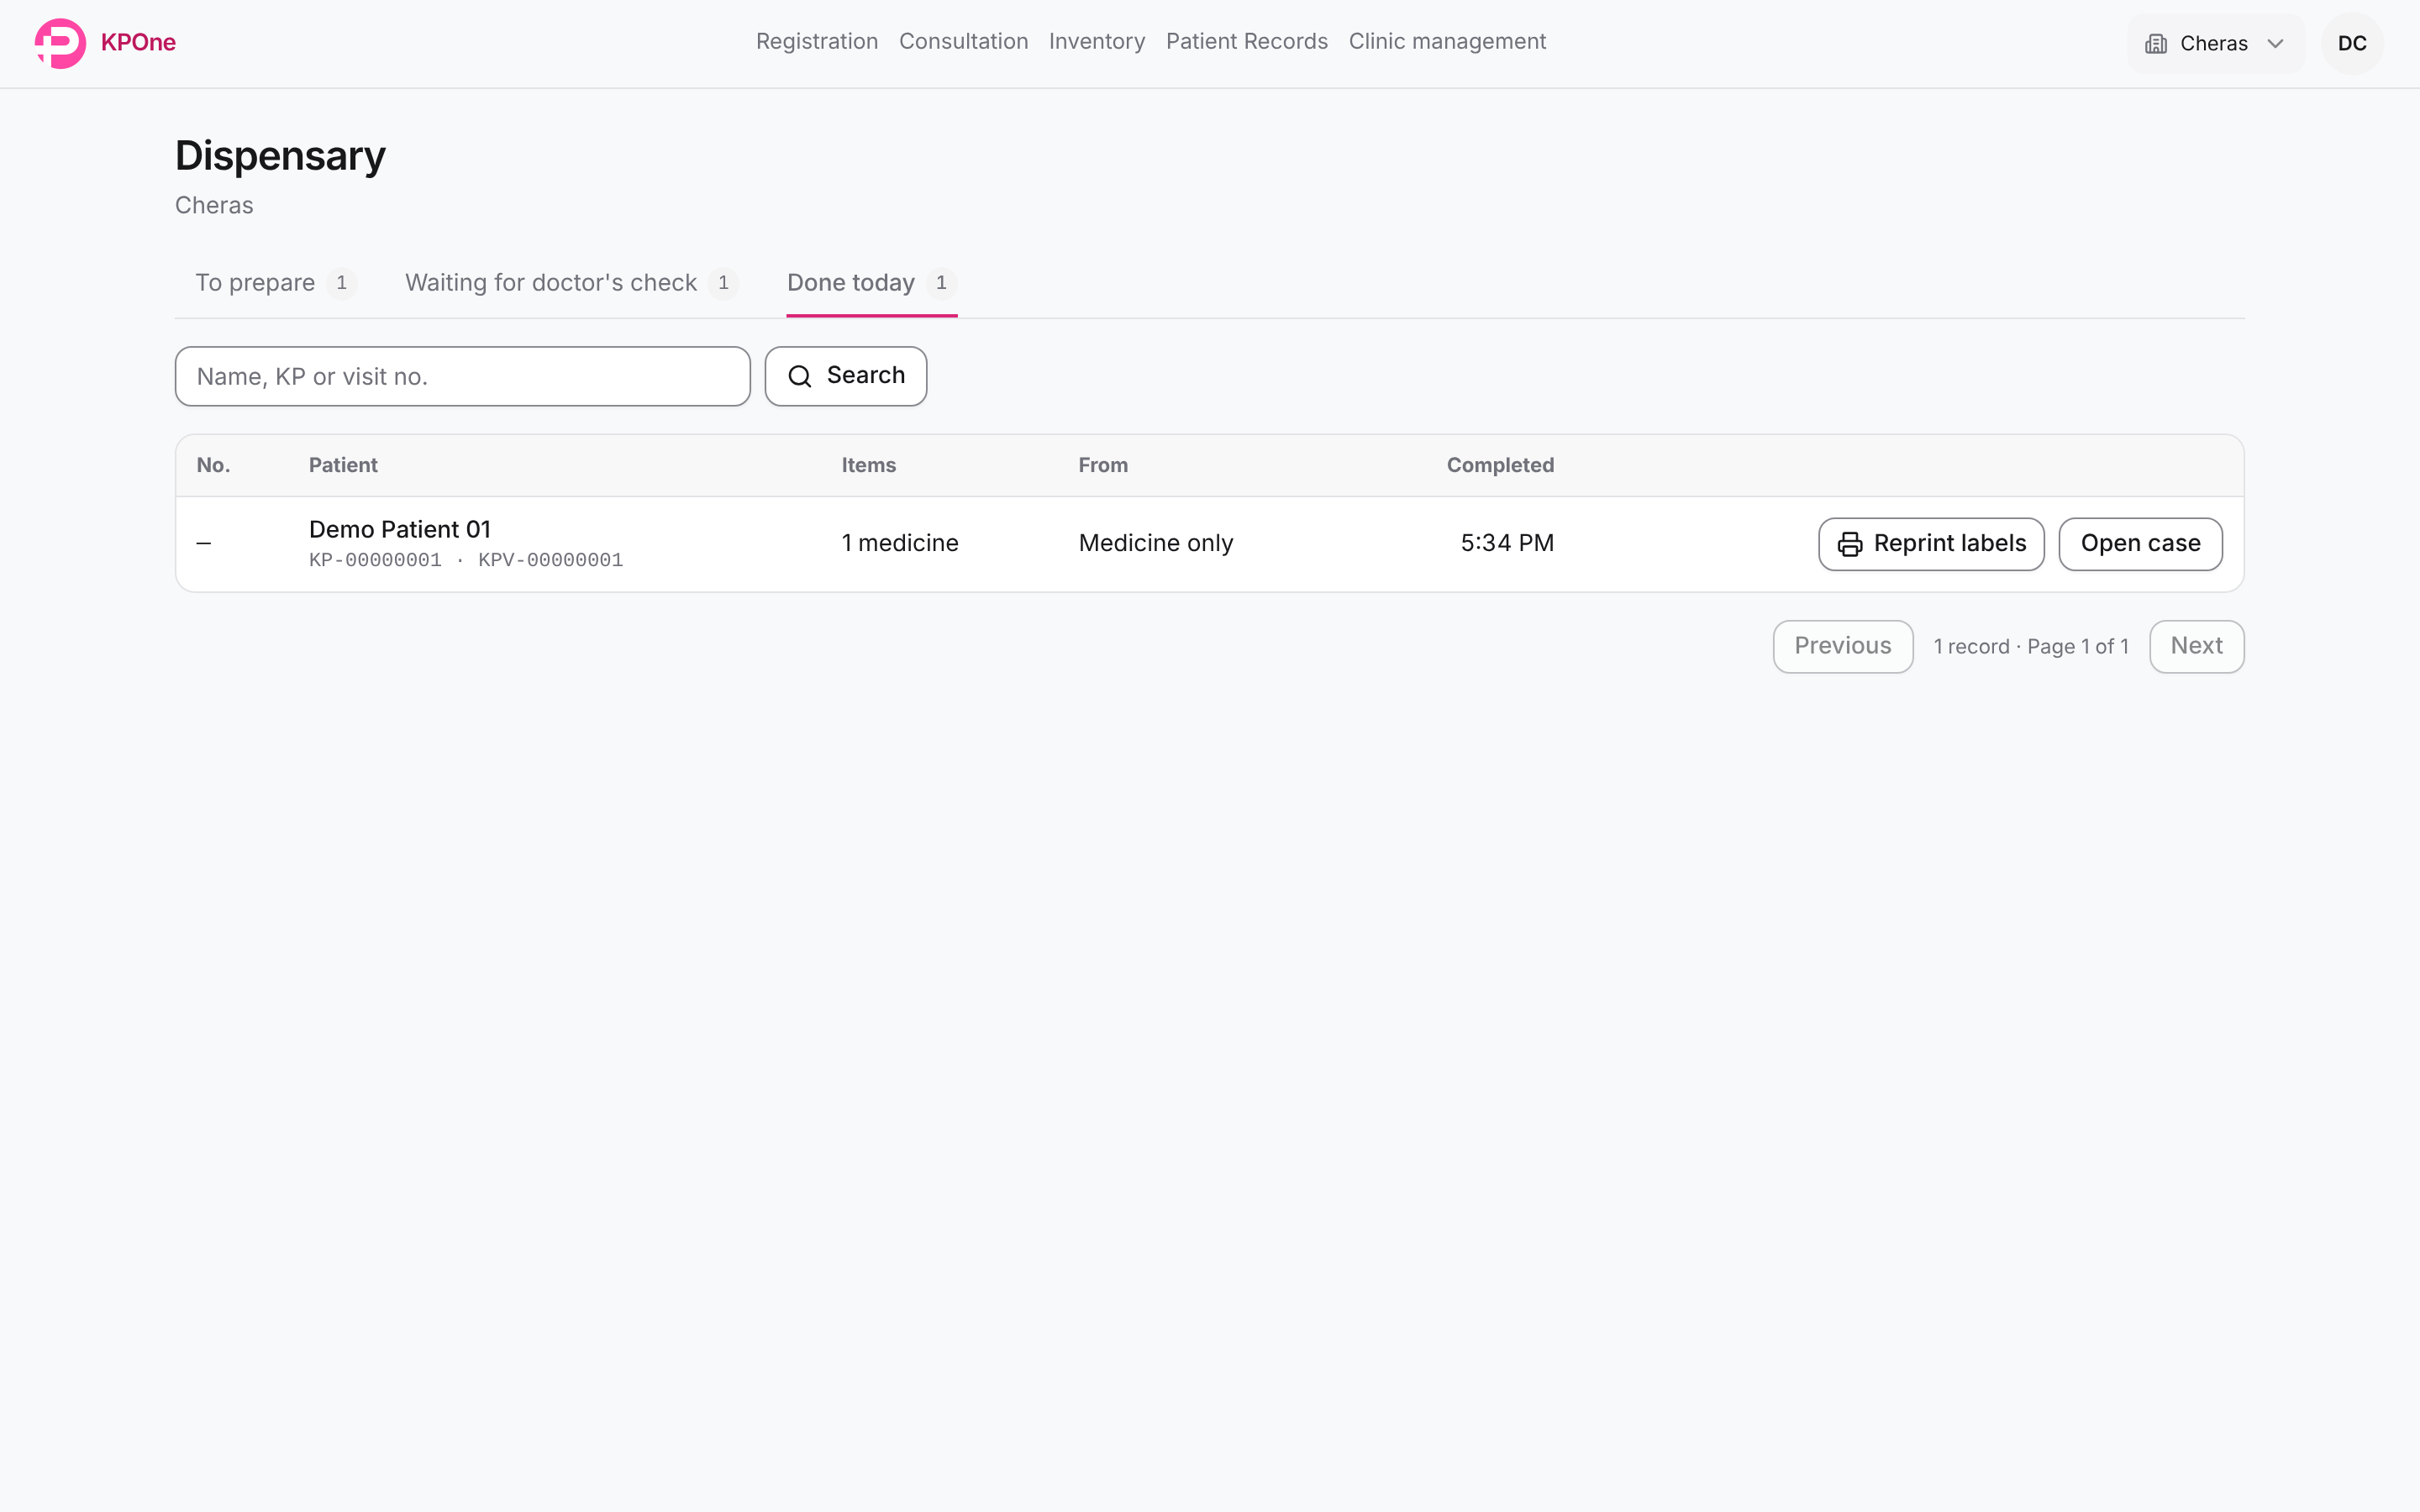 KPOne
Registration
Consultation
Inventory
Patient Records
Clinic management
Cheras
DC
Dispensary
Cheras
To prepare 1
Waiting for doctor's check 1
Done today 1
Name, KP or visit no.
Search
No. Patient Items From Completed
– Demo Patient 01 1 medicine Medicine only 5:34 PM Reprint labels Open case
KP-00000001 · KPV-00000001
Previous 1 record · Page 1 of 1 Next